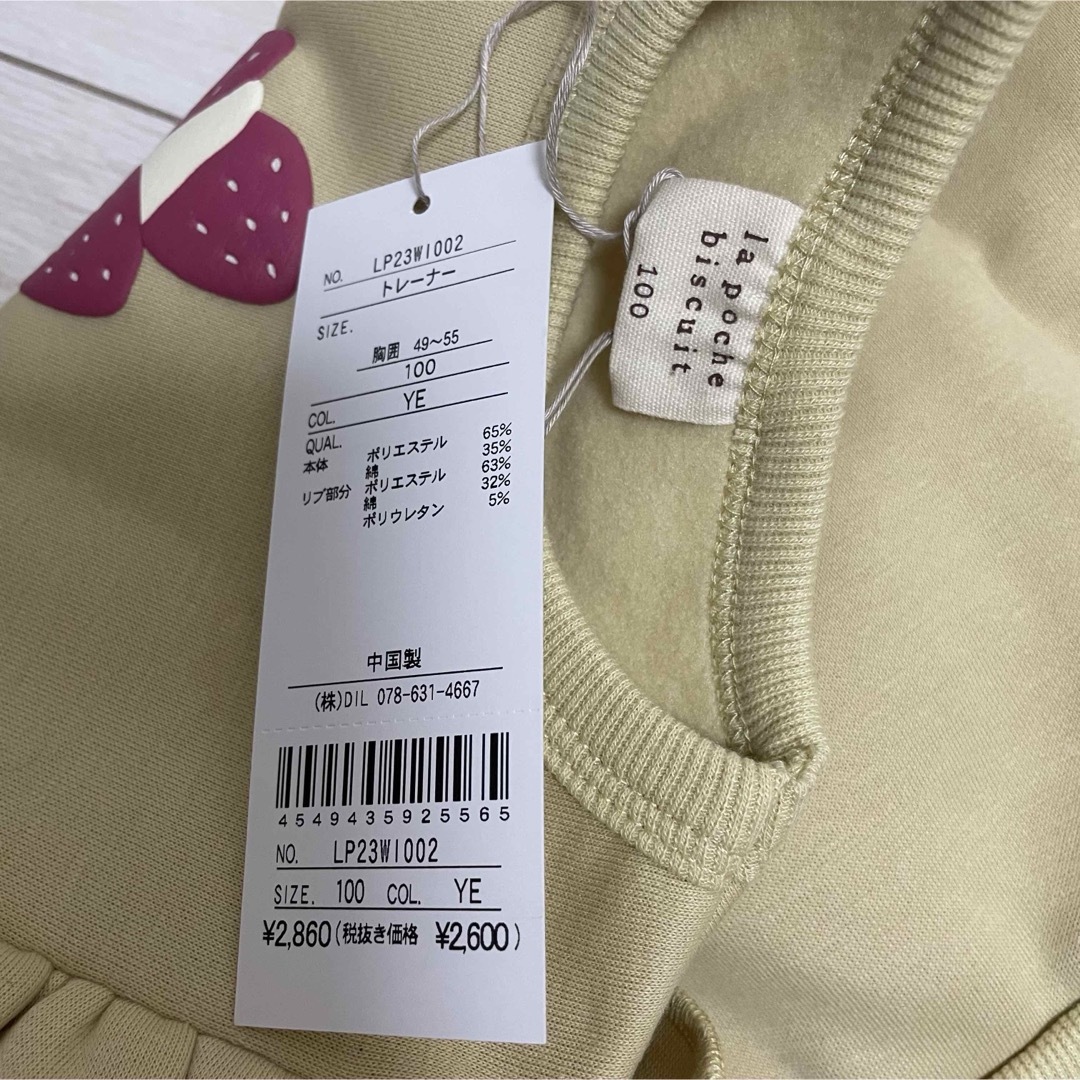 NO. LP23WI002
トレーナー
SIZE.
胸囲 49～55
100
COL. YE
QUAL.
本体 ポリエステル 65%
綿 35%
リブ部分 ポリエステル 63%
綿 32%
ポリウレタン 5%
中国製
(株)DIL 078-631-4667
4549435925565
NO. LP23WI002
SIZE. 100 COL. YE
¥2,860(税抜き価格 ¥2,600)
la poche
biscuit
100